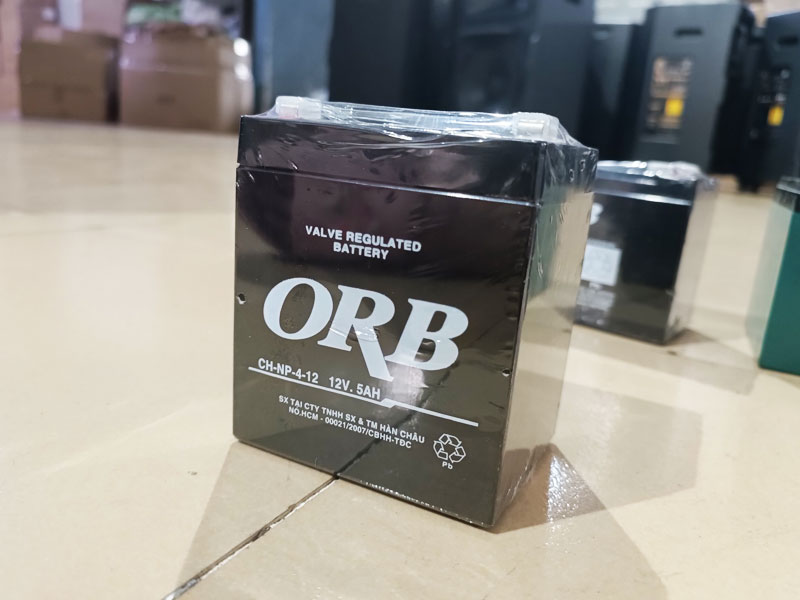 VALVE REGULATED
BATTERY
ORB
CH-NP-4-12 12V. 5AH
SX TẠI CTY TNHH SX & TM HÀN CHÂU
NO.HCM - 00021/2007/CBHH-TĐC
Pb